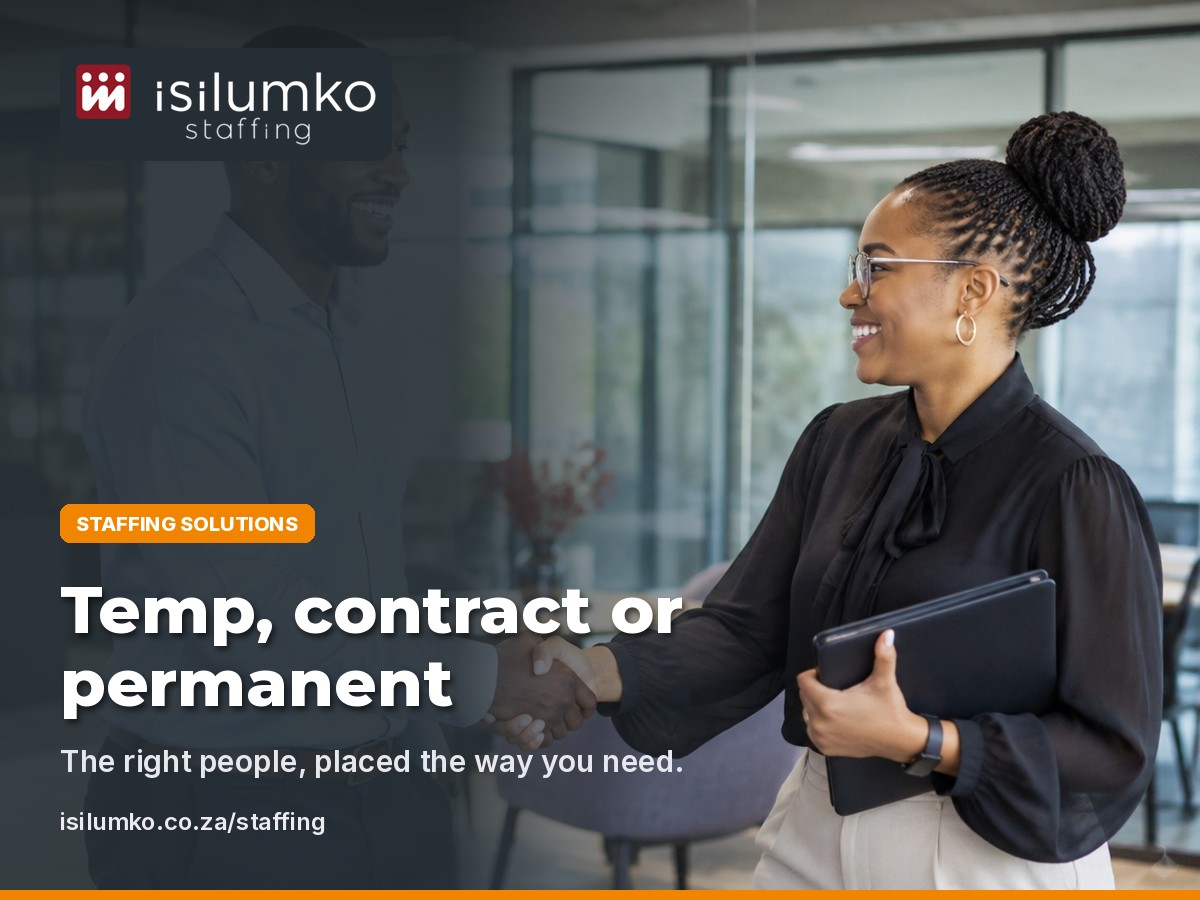 isilumko
staffing
STAFFING SOLUTIONS
Temp, contract or
permanent
The right people, placed the way you need.
isilumko.co.za/staffing